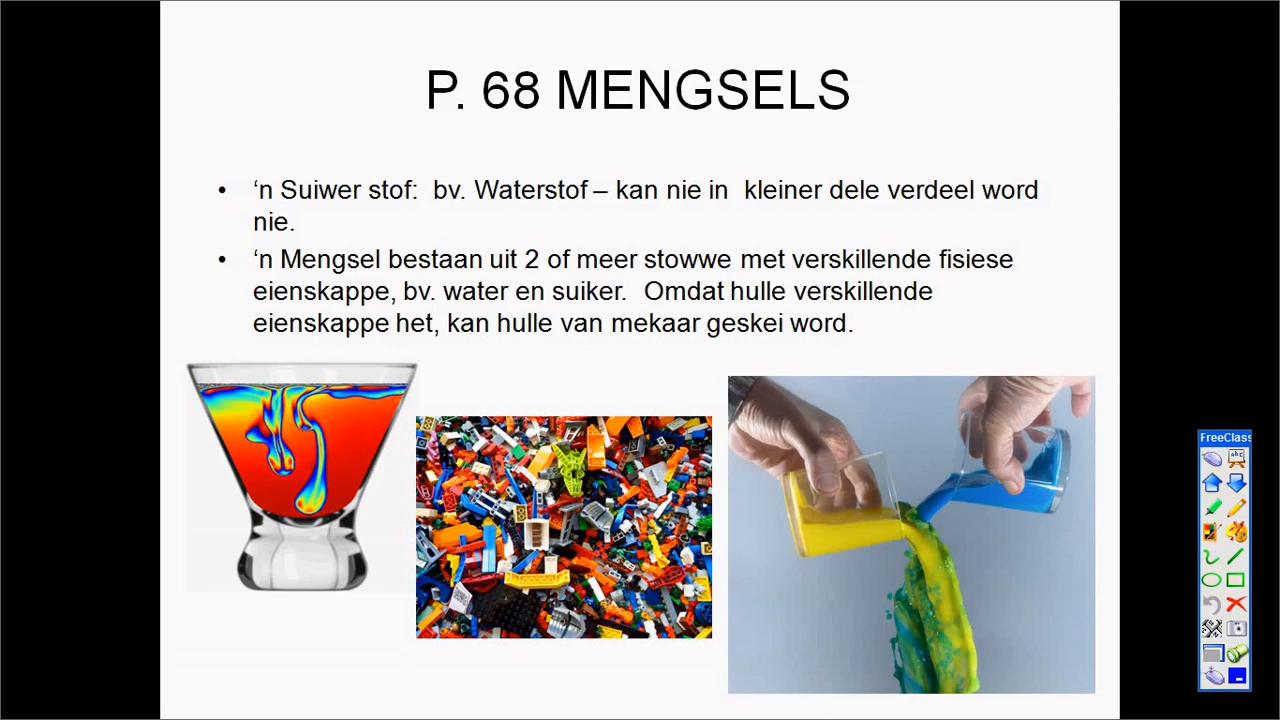 P. 68 MENGSELS
• ‘n Suiwer stof:  bv. Waterstof – kan nie in  kleiner dele verdeel word
nie.
• ‘n Mengsel bestaan uit 2 of meer stowwe met verskillende fisiese
eienskappe, bv. water en suiker.  Omdat hulle verskillende
eienskappe het, kan hulle van mekaar geskei word.
FreeClass
abc